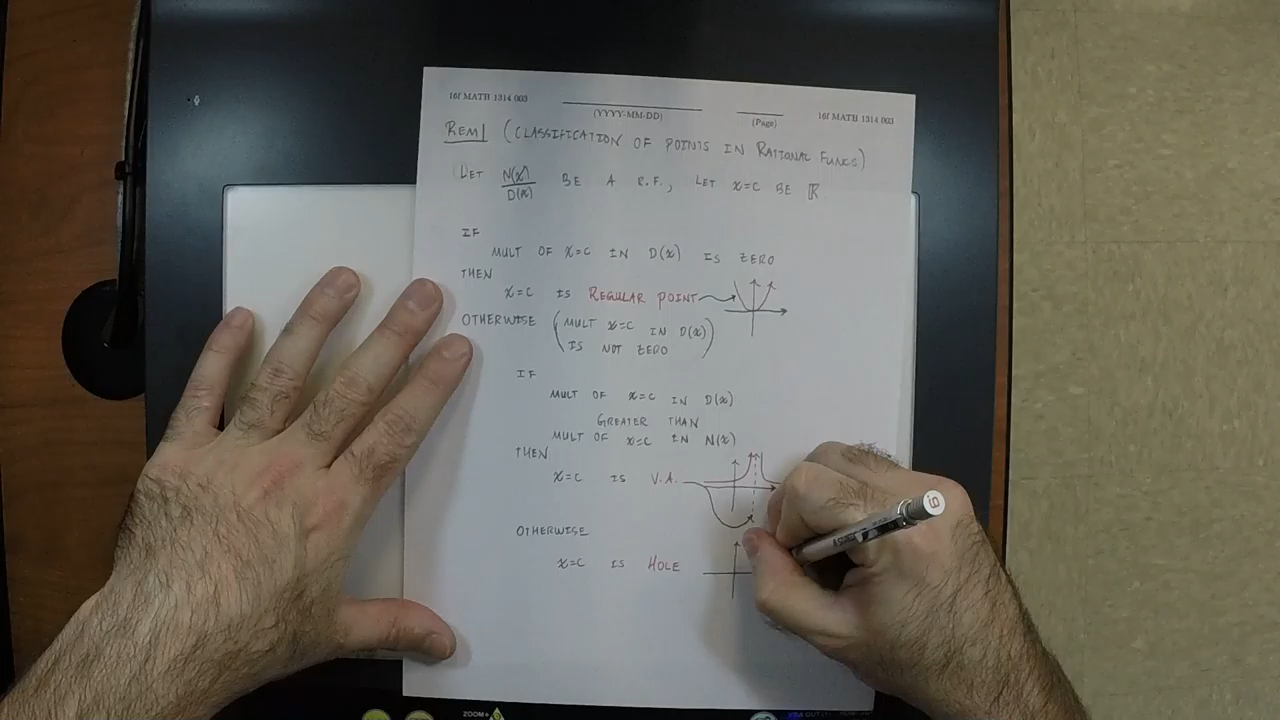 16f MATH 1314 003
(YYYY-MM-DD)
(Page)
16f MATH 1314 003
REM (CLASSIFICATION OF POINTS IN RATIONAL FUNCS)
LET N(x)/D(x) BE A R.F., LET x=c BE ℝ
IF
MULT OF x=c IN D(x) IS ZERO
THEN
x=c IS REGULAR POINT
OTHERWISE (MULT x=c IN D(x)
IS NOT ZERO)
IF
MULT OF x=c IN D(x)
GREATER THAN
MULT OF x=c IN N(x)
THEN
x=c IS V.A.
OTHERWISE
x=c IS HOLE
ZOOM